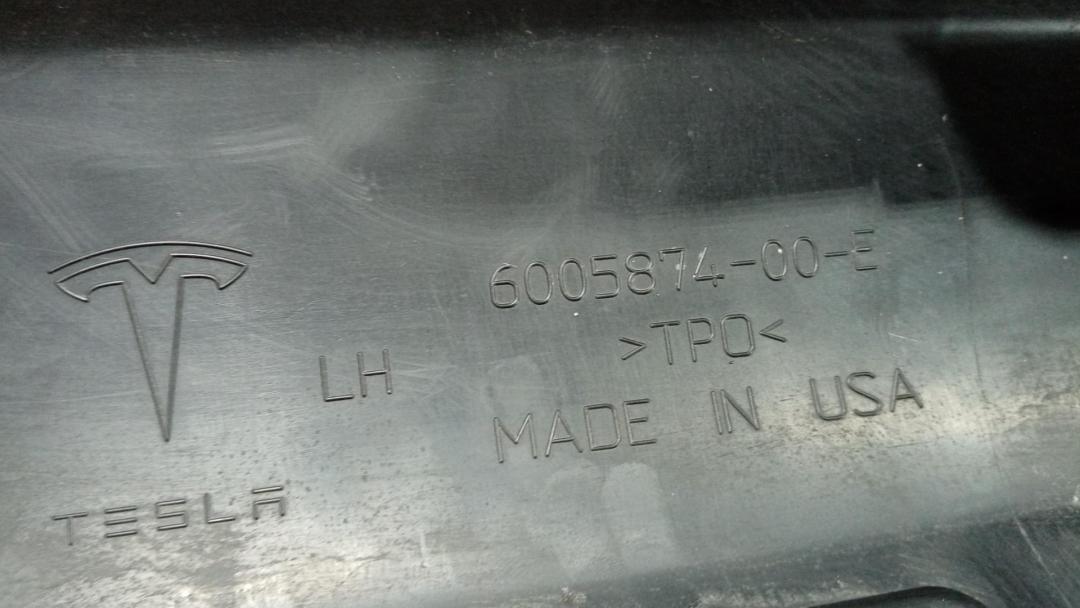 6005874-00-E
>TPO<
LH
MADE IN USA
TESLA